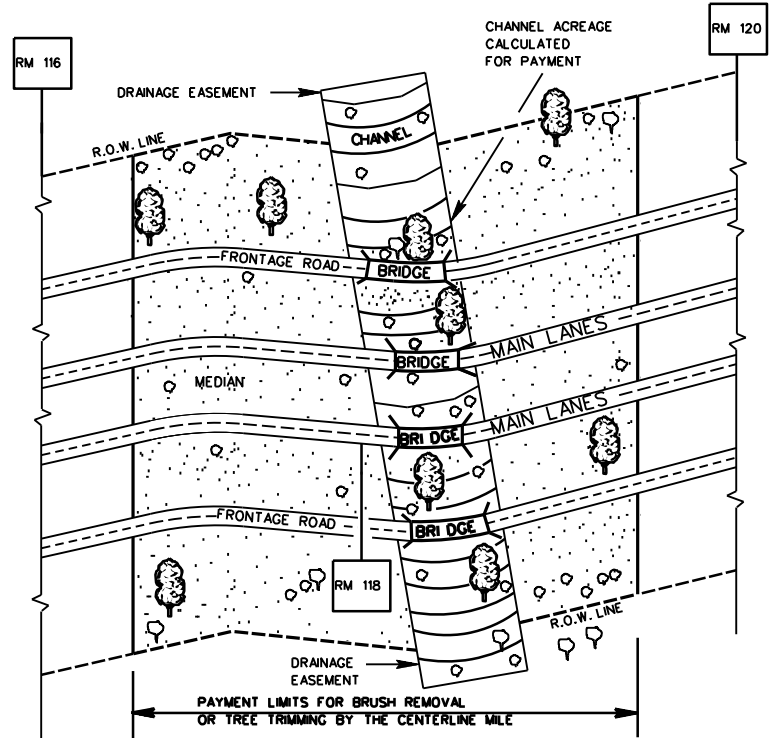 CHANNEL ACREAGE
CALCULATED
FOR PAYMENT
RM 120
RM 116
DRAINAGE EASEMENT
CHANNEL
R.O.W. LINE
FRONTAGE ROAD
BRIDGE
MAIN LANES
BRIDGE
MEDIAN
MAIN LANES
BRI DGE
FRONTAGE ROAD
BRI DGE
RM 118
R.O.W. LINE
DRAINAGE
EASEMENT
PAYMENT LIMITS FOR BRUSH REMOVAL
OR TREE TRIMMING BY THE CENTERLINE MILE